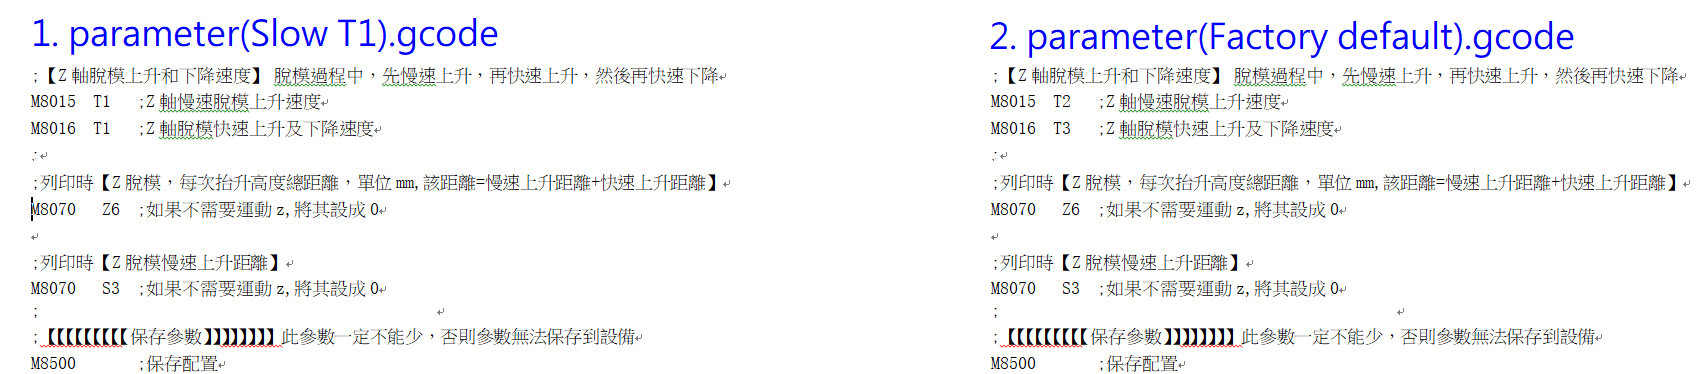 1. parameter(Slow T1).gcode
;【Z 軸脫模上升和下降速度】 脫模過程中，先慢速上升，再快速上升，然後再快速下降
M8015 T1 ;Z 軸慢速脫模上升速度
M8016 T1 ;Z 軸脫模快速上升及下降速度
;
;列印時【Z 脫模，每次抬升高度總距離，單位 mm,該距離=慢速上升距離+快速上升距離】
M8070 Z6 ;如果不需要運動 z,將其設成 0
;列印時【Z 脫模慢速上升距離】
M8070 S3 ;如果不需要運動 z,將其設成 0
;
;【【【【【【【【【保存參數】】】】】】】】此參數一定不能少，否則參數無法保存到設備
M8500 ;保存配置
2. parameter(Factory default).gcode
;【Z 軸脫模上升和下降速度】 脫模過程中，先慢速上升，再快速上升，然後再快速下降
M8015 T2 ;Z 軸慢速脫模上升速度
M8016 T3 ;Z 軸脫模快速上升及下降速度
;
;列印時【Z 脫模，每次抬升高度總距離，單位 mm,該距離=慢速上升距離+快速上升距離】
M8070 Z6 ;如果不需要運動 z,將其設成 0
;列印時【Z 脫模慢速上升距離】
M8070 S3 ;如果不需要運動 z,將其設成 0
;
;【【【【【【【【【保存參數】】】】】】】】此參數一定不能少，否則參數無法保存到設備
M8500 ;保存配置